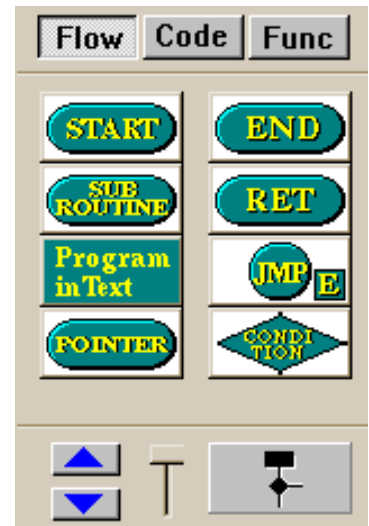 Flow Code Func
START END
SUB
ROUTINE RET
Program
in Text JMP E
POINTER CONDI
TION